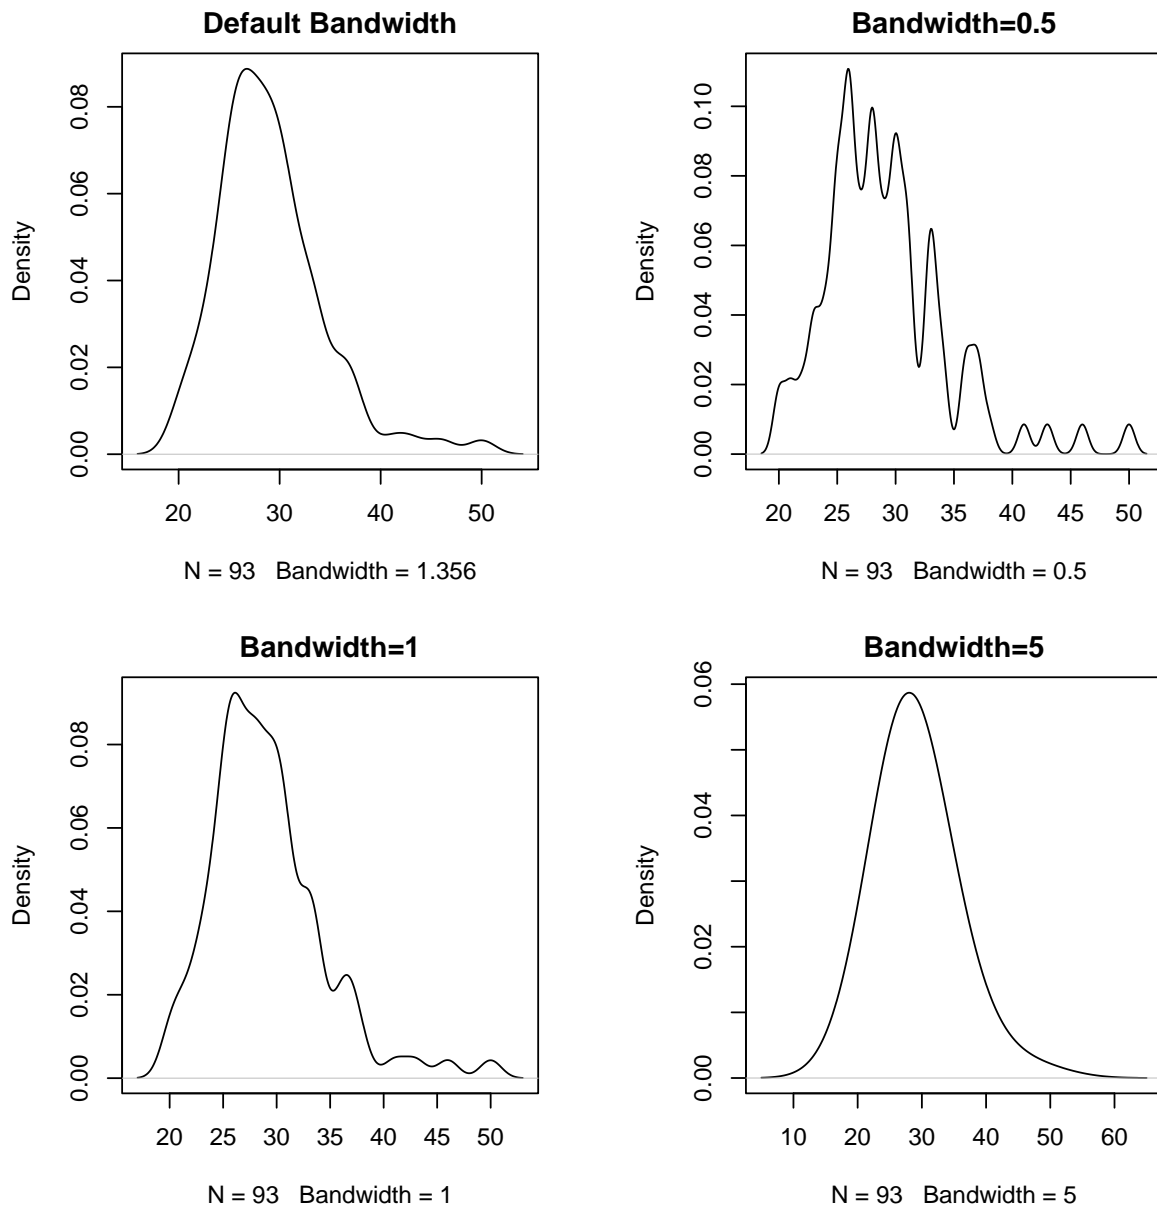 Default Bandwidth
Density
0.00 0.02 0.04 0.06 0.08
20 30 40 50
N = 93 Bandwidth = 1.356
Bandwidth=0.5
Density
0.00 0.02 0.04 0.06 0.08 0.10
20 25 30 35 40 45 50
N = 93 Bandwidth = 0.5
Bandwidth=1
Density
0.00 0.02 0.04 0.06 0.08
20 25 30 35 40 45 50
N = 93 Bandwidth = 1
Bandwidth=5
Density
0.00 0.02 0.04 0.06
10 20 30 40 50 60
N = 93 Bandwidth = 5